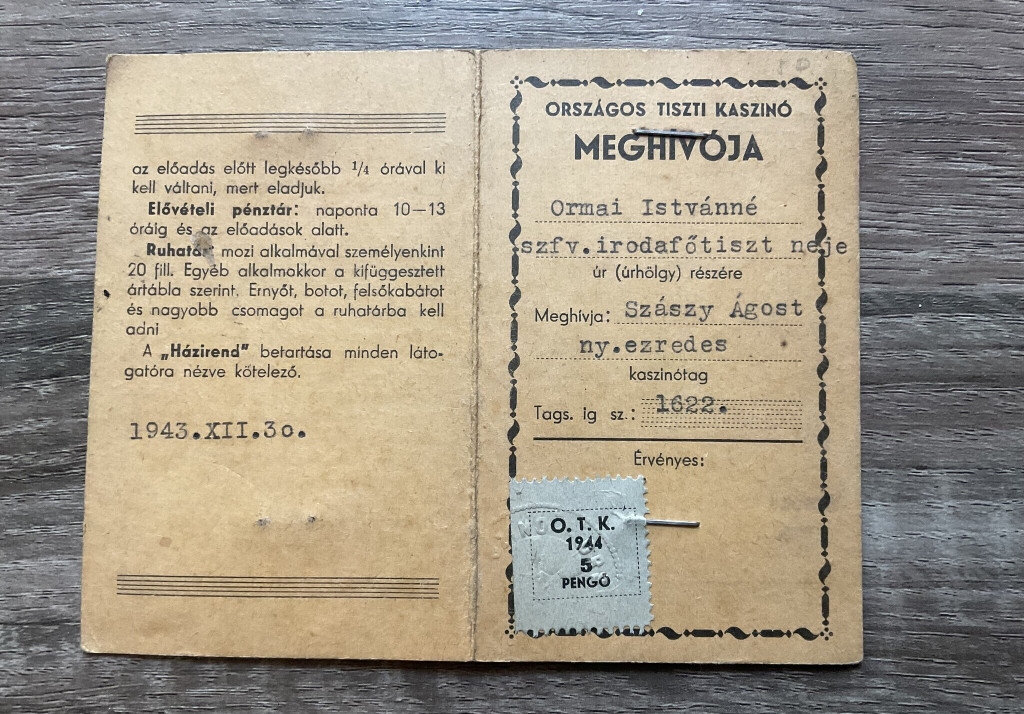 az előadás előtt legkésőbb 1/4 órával ki
kell váltani, mert eladjuk.
Elővételi pénztár: naponta 10—13
óráig és az előadások alatt.
Ruhatár: mozi alkalmával személyenkint
20 fill. Egyéb alkalmokkor a kifüggesztett
ártábla szerint. Ernyőt, botot, felsőkabátot
és nagyobb csomagot a ruhatárba kell
adni
A „Házirend" betartása minden láto-
gatóra nézve kötelező.
1943.XII.30.
ORSZÁGOS TISZTI KASZINÓ
MEGHIVÓJA
Ormai Istvánné
szfv.irodafőtiszt neje
úr (úrhölgy) részére
Meghívja: Szászy Ágost
ny.ezredes
kaszinótag
Tags. ig sz.: 1622.
Érvényes:
O. T. K.
1944
5
PENGŐ